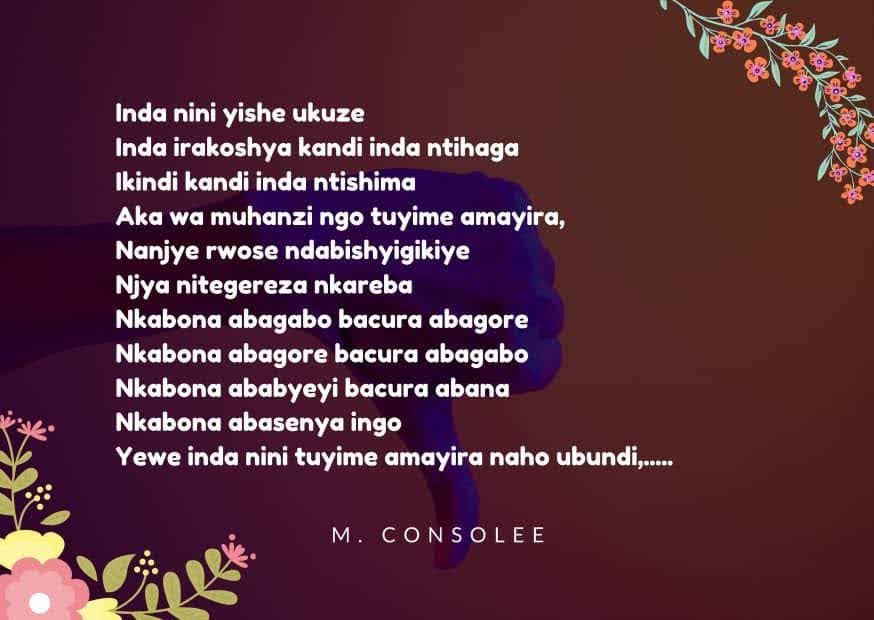 Inda nini yishe ukuze
Inda irakoshya kandi inda ntihaga
Ikindi kandi inda ntishima
Aka wa muhanzi ngo tuyime amayira,
Nanjye rwose ndabishyigikiye
Njya nitegereza nkareba
Nkabona abagabo bacura abagore
Nkabona abagore bacura abagabo
Nkabona ababyeyi bacura abana
Nkabona abasenya ingo
Yewe inda nini tuyime amayira naho ubundi,.....
M. CONSOLEE